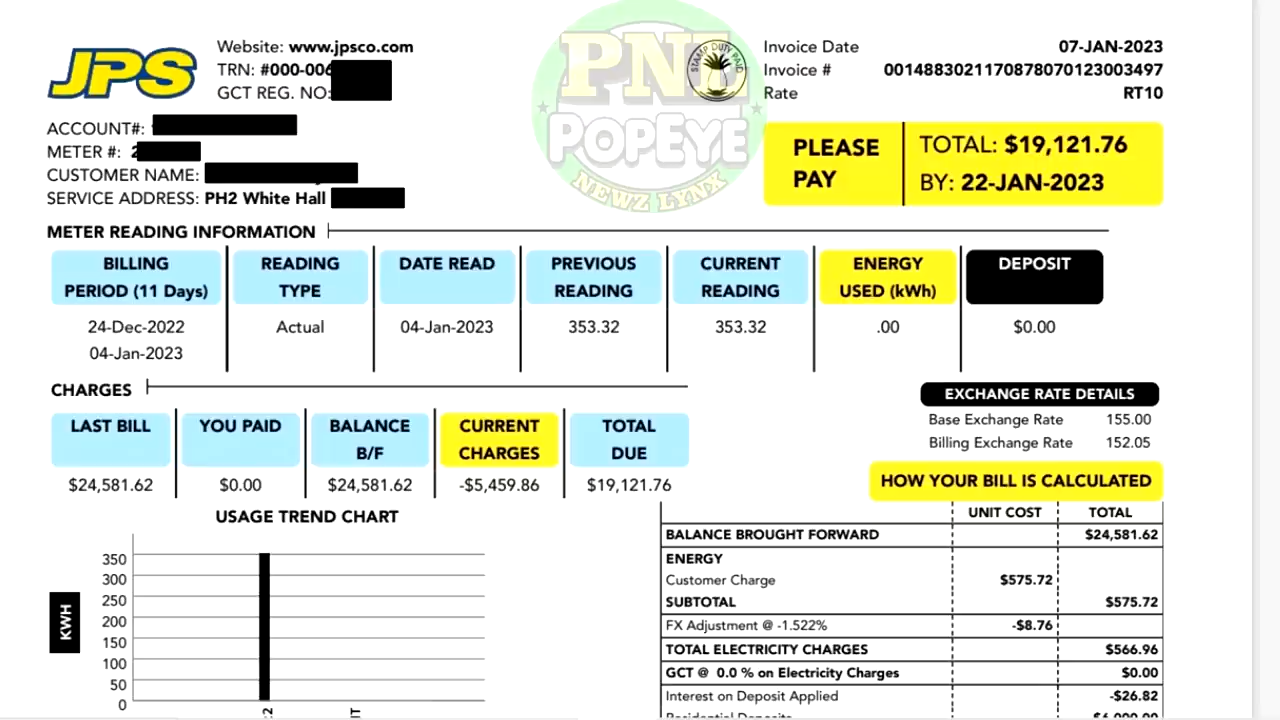 JPS
Website: www.jpsco.com
TRN: #000-006
GCT REG. NO:
ACCOUNT#:
METER #: 2
CUSTOMER NAME:
SERVICE ADDRESS: PH2 White Hall
PNL
POPEYE
NEWZ LYNX
STAMP DUTY PAID
Invoice Date 07-JAN-2023
Invoice # 0014883021170878070123003497
Rate RT10
PLEASE PAY
TOTAL: $19,121.76
BY: 22-JAN-2023
METER READING INFORMATION
BILLING PERIOD (11 Days) READING TYPE DATE READ PREVIOUS READING CURRENT READING ENERGY USED (kWh) DEPOSIT
24-Dec-2022 Actual 04-Jan-2023 353.32 353.32 .00 $0.00
04-Jan-2023
CHARGES
LAST BILL YOU PAID BALANCE B/F CURRENT CHARGES TOTAL DUE
$24,581.62 $0.00 $24,581.62 -$5,459.86 $19,121.76
EXCHANGE RATE DETAILS
Base Exchange Rate 155.00
Billing Exchange Rate 152.05
USAGE TREND CHART
350
300
250
200
150
100
50
0
KWH
HOW YOUR BILL IS CALCULATED
UNIT COST TOTAL
BALANCE BROUGHT FORWARD $24,581.62
ENERGY
Customer Charge $575.72
SUBTOTAL $575.72
FX Adjustment @ -1.522% -$8.76
TOTAL ELECTRICITY CHARGES $566.96
GCT @ 0.0 % on Electricity Charges $0.00
Interest on Deposit Applied -$26.82